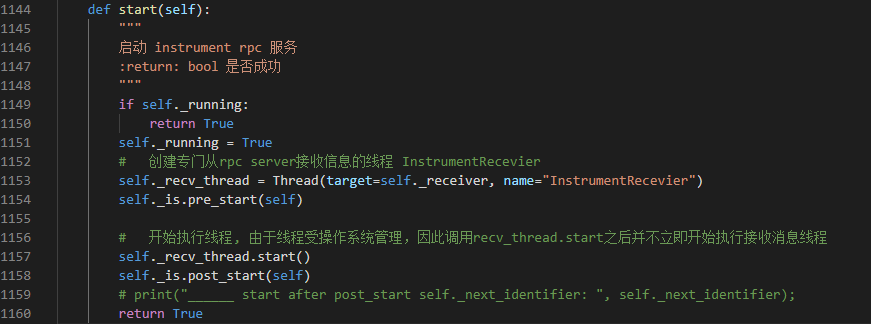 1144 def start(self):
1145 """
1146 启动 instrument rpc 服务
1147 :return: bool 是否成功
1148 """
1149 if self._running:
1150 return True
1151 self._running = True
1152 #   创建专门从rpc server接收信息的线程 InstrumentRecevier
1153 self._recv_thread = Thread(target=self._receiver, name="InstrumentRecevier")
1154 self._is.pre_start(self)
1155
1156 #   开始执行线程, 由于线程受操作系统管理，因此调用recv_thread.start之后并不立即开始执行接收消息线程
1157 self._recv_thread.start()
1158 self._is.post_start(self)
1159 # print("______ start after post_start self._next_identifier: ", self._next_identifier);
1160 return True